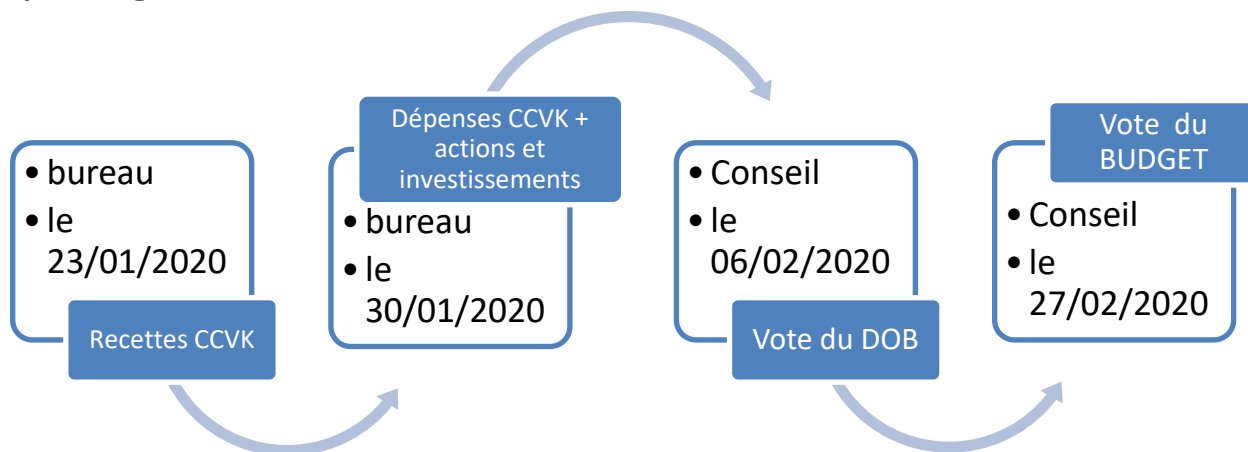 • bureau
• le
23/01/2020
Recettes CCVK
Dépenses CCVK +
actions et
investissements
• bureau
• le
30/01/2020
• Conseil
• le
06/02/2020
Vote du DOB
Vote du
BUDGET
• Conseil
• le
27/02/2020